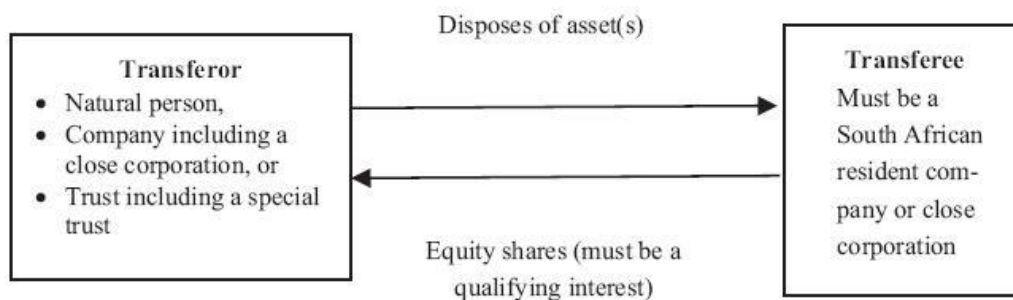 Disposes of asset(s)
Transferor
• Natural person,
• Company including a
close corporation, or
• Trust including a special
trust
Transferee
Must be a
South African
resident com-
pany or close
corporation
Equity shares (must be a
qualifying interest)